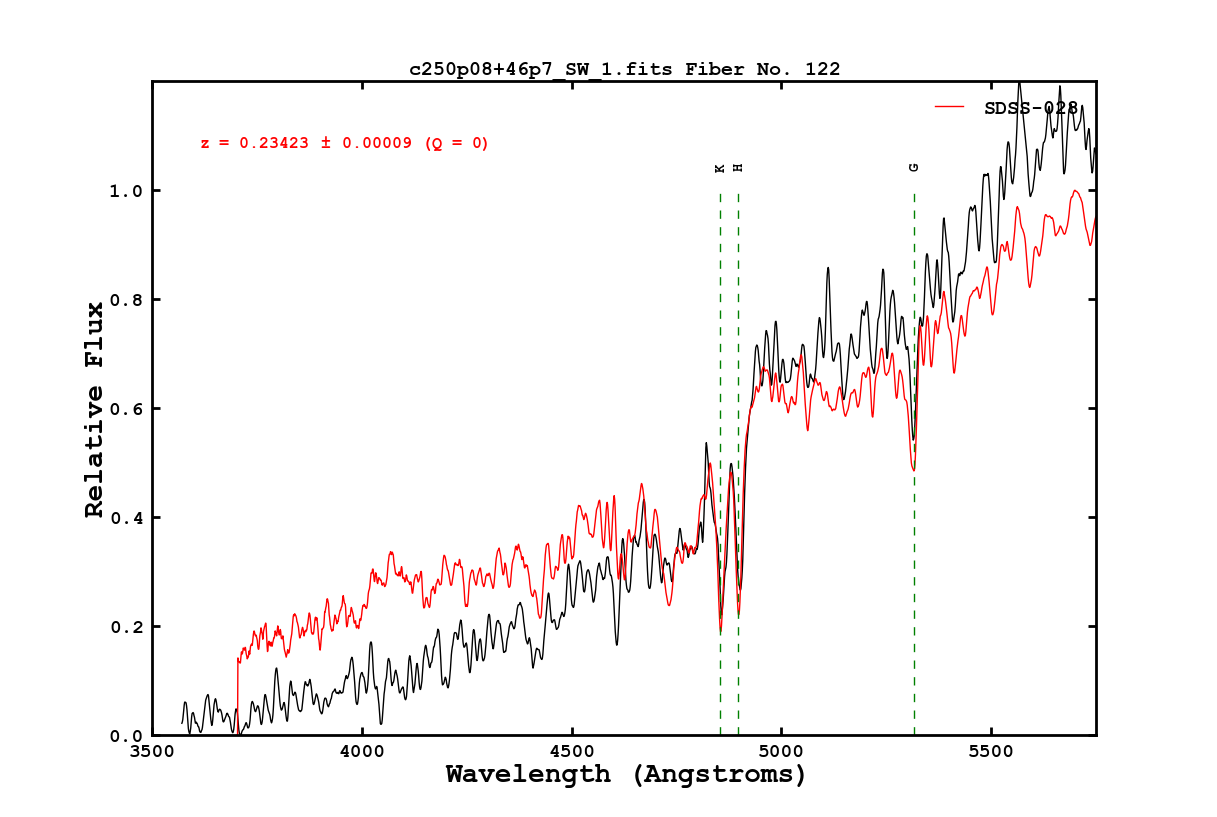 c250p08+46p7_SW_1.fits Fiber No. 122
SDSS-028
z = 0.23423 ± 0.00009 (Q = 0)
K H G
1.0
0.8
0.6
0.4
0.2
0.0
Relative Flux
3500 4000 4500 5000 5500
Wavelength (Angstroms)